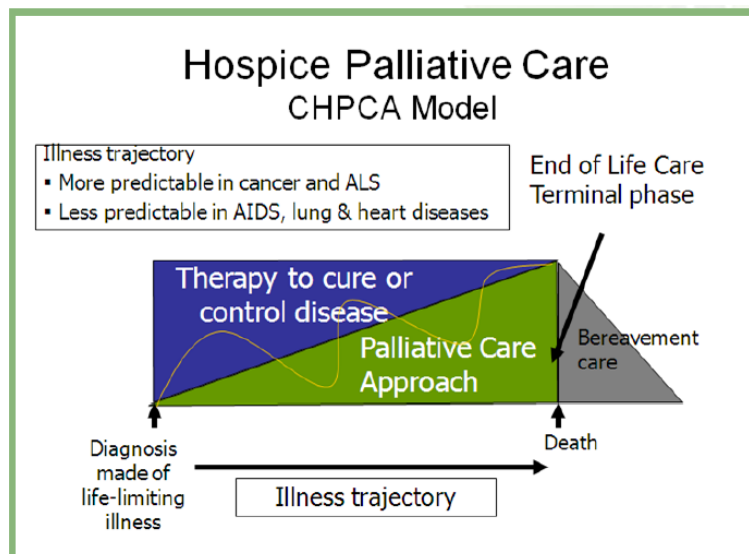 Hospice Palliative Care
CHPCA Model
Illness trajectory
▪ More predictable in cancer and ALS
▪ Less predictable in AIDS, lung & heart diseases
End of Life Care
Terminal phase
Therapy to cure or
control disease
Palliative Care
Approach
Bereavement
care
Diagnosis
made of
life-limiting
illness
Death
Illness trajectory